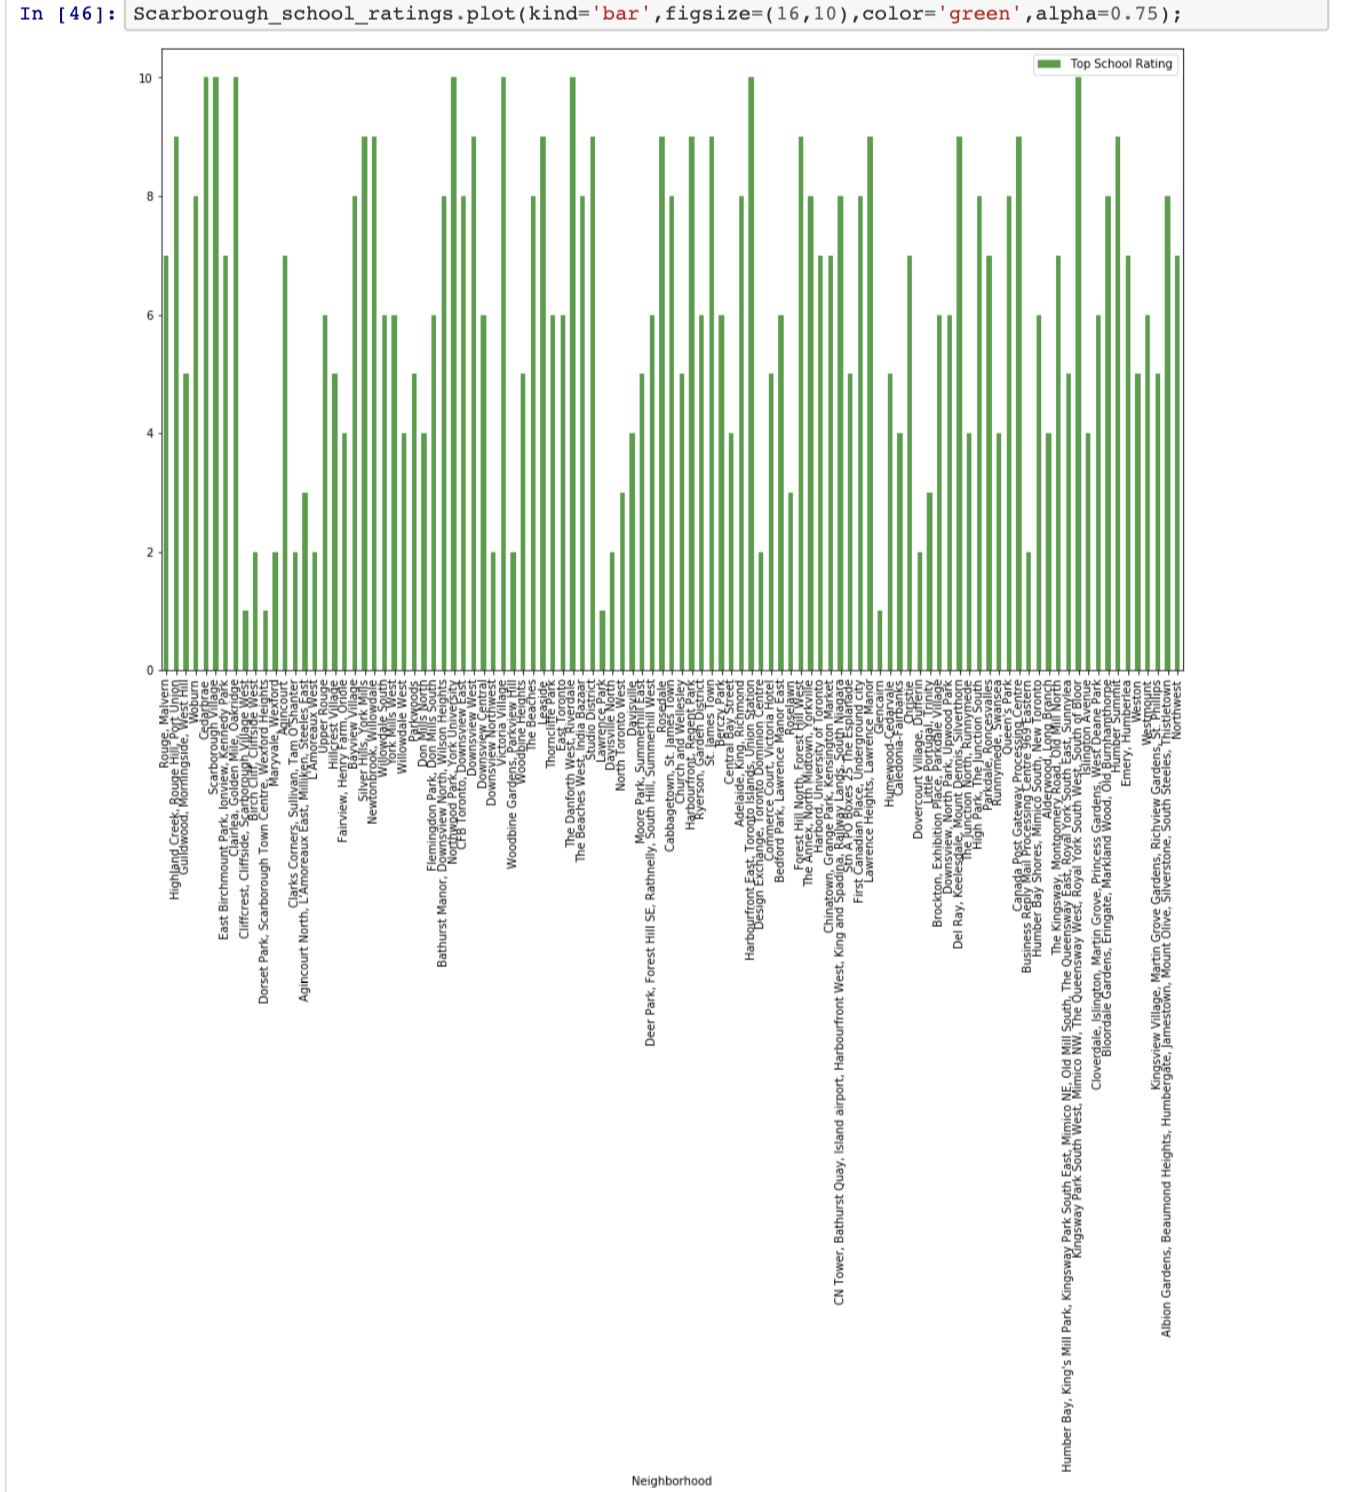 In [46]: Scarborough_school_ratings.plot(kind='bar',figsize=(16,10),color='green',alpha=0.75);
Top School Rating
10
8
6
4
2
0
Rouge, Malvern
Highland Creek, Rouge Hill, Port Union
Guildwood, Morningside, West Hill
Woburn
Cedarbrae
Scarborough Village
East Birchmount Park, Ionview, Kennedy Park
Clairlea, Golden Mile, Oakridge
Cliffcrest, Cliffside, Scarborough Village West
Birch Cliff, Cliffside West
Dorset Park, Scarborough Town Centre, Wexford Heights
Maryvale, Wexford
Agincourt
Clarks Corners, Sullivan, Tam O'Shanter
Agincourt North, L'Amoreaux East, Milliken, Steeles East
L'Amoreaux West
Upper Rouge
Hillcrest Village
Fairview, Henry Farm, Oriole
Bayview Village
Silver Hills, York Mills
Newtonbrook, Willowdale
Willowdale South
York Mills West
Willowdale West
Parkwoods
Don Mills North
Flemingdon Park, Don Mills South
Bathurst Manor, Downsview North, Wilson Heights
Northwood Park, York University
CFB Toronto, Downsview East
Downsview West
Downsview Central
Downsview Northwest
Victoria Village
Woodbine Gardens, Parkview Hill
Woodbine Heights
The Beaches
Leaside
Thorncliffe Park
East Toronto
The Danforth West, Riverdale
The Beaches West, India Bazaar
Studio District
Lawrence Park
Davisville North
North Toronto West
Davisville
Moore Park, Summerhill East
Deer Park, Forest Hill SE, Rathnelly, South Hill, Summerhill West
Rosedale
Cabbagetown, St. James Town
Church and Wellesley
Harbourfront, Regent Park
Ryerson, Garden District
St. James Town
Berczy Park
Central Bay Street
Adelaide, King, Richmond
Harbourfront East, Toronto Islands, Union Station
Design Exchange, Toronto Dominion Centre
Commerce Court, Victoria Hotel
Bedford Park, Lawrence Manor East
Roselawn
Forest Hill North, Forest Hill West
The Annex, North Midtown, Yorkville
Harbord, University of Toronto
Chinatown, Grange Park, Kensington Market
CN Tower, Bathurst Quay, Island airport, Harbourfront West, King and Spadina, Railway Lands, South Niagara
Stn A PO Boxes 25 The Esplanade
First Canadian Place, Underground city
Lawrence Heights, Lawrence Manor
Glencairn
Humewood-Cedarvale
Caledonia-Fairbanks
Christie
Dovercourt Village, Dufferin
Little Portugal, Trinity
Brockton, Exhibition Place, Parkdale Village
Downsview, North Park, Upwood Park
Del Ray, Keelesdale, Mount Dennis, Silverthorn
The Junction North, Runnymede
High Park, The Junction South
Parkdale, Roncesvalles
Runnymede, Swansea
Queen's Park
Canada Post Gateway Processing Centre
Business Reply Mail Processing Centre 969 Eastern
Humber Bay Shores, Mimico South, New Toronto
Alderwood, Long Branch
The Kingsway, Montgomery Road, Old Mill North
Humber Bay, King's Mill Park, Kingsway Park South East, Mimico NE, Old Mill South, The Queensway East, Royal York South East, Sunnylea
Kingsway Park South West, Mimico NW, The Queensway West, Royal York South West, South of Bloor
Islington Avenue
Cloverdale, Islington, Martin Grove, Princess Gardens, West Deane Park
Bloordale Gardens, Eringate, Markland Wood, Old Burnhamthorpe
Humber Summit
Emery, Humberlea
Weston
Westmount
Kingsview Village, Martin Grove Gardens, Richview Gardens, St. Phillips
Albion Gardens, Beaumond Heights, Humbergate, Jamestown, Mount Olive, Silverstone, South Steeles, Thistletown
Northwest
Neighborhood